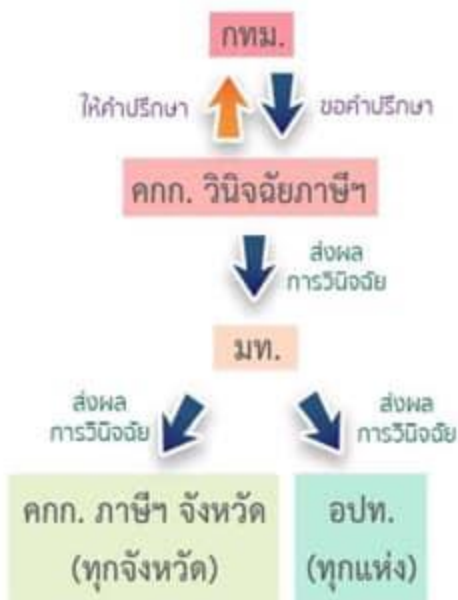 กทม.
ให้คำปรึกษา
ขอคำปรึกษา
คกก. วินิจฉัยภาษีฯ
ส่งผล
การวินิจฉัย
มท.
ส่งผล
การวินิจฉัย
ส่งผล
การวินิจฉัย
คกก. ภาษีฯ จังหวัด
(ทุกจังหวัด)
อปท.
(ทุกแห่ง)